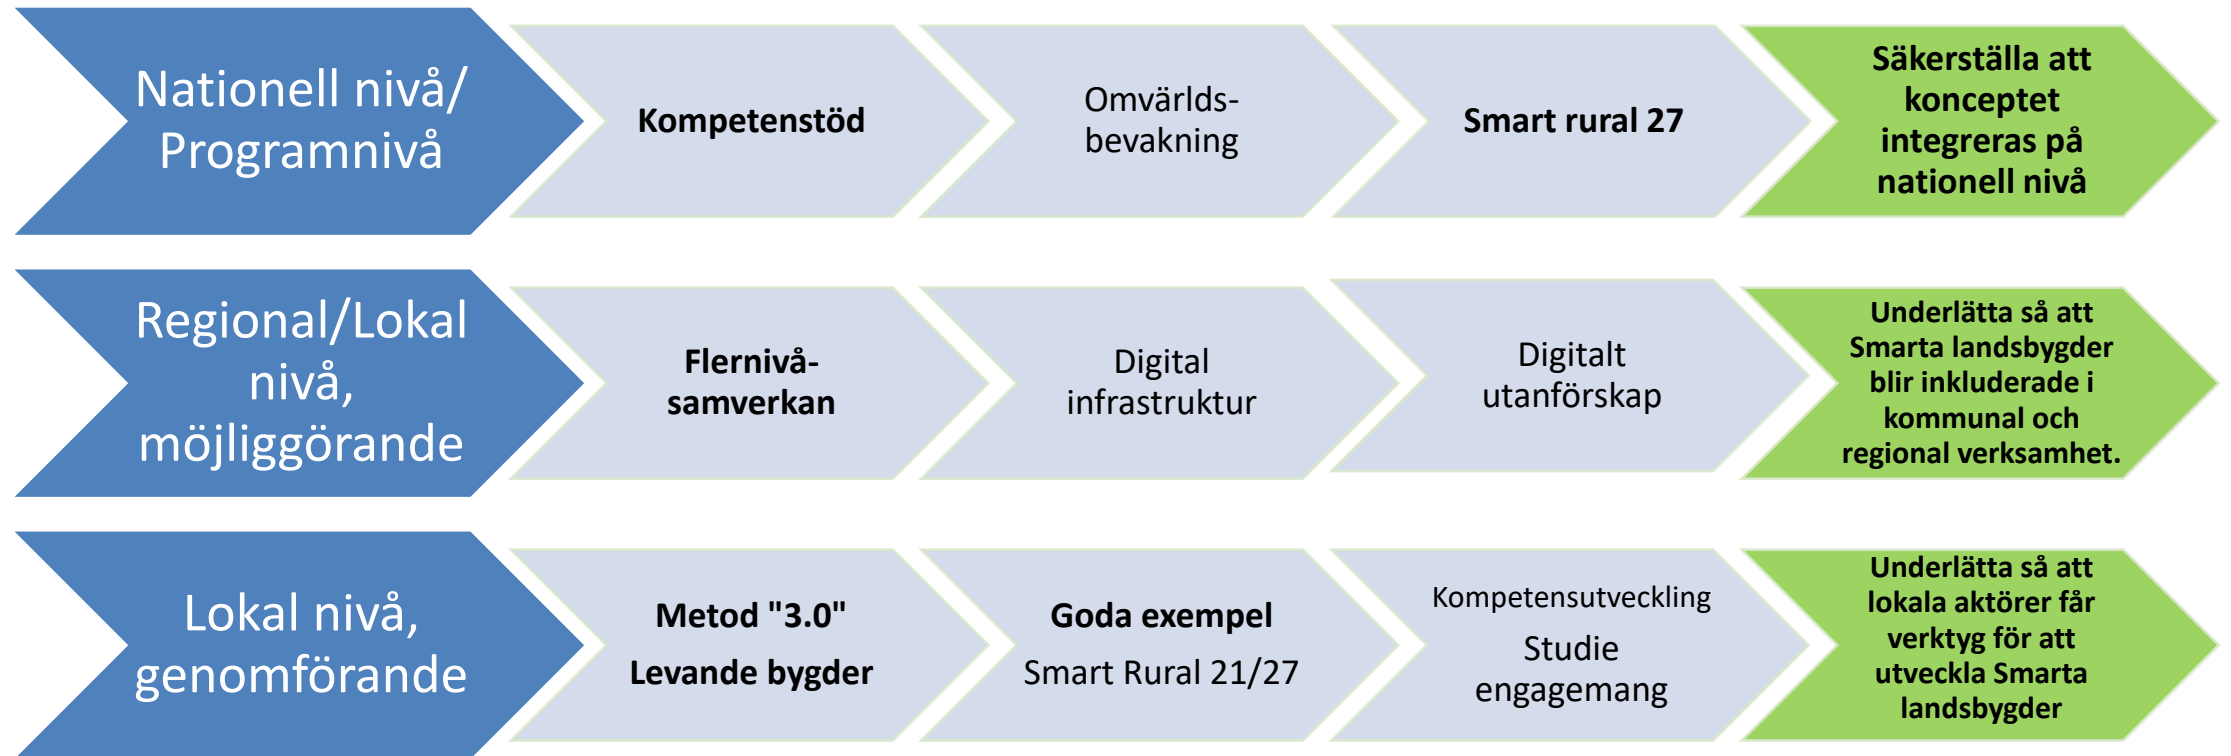 Nationell nivå/
Programnivå
Kompetenstöd
Omvärlds-
bevakning
Smart rural 27
Säkerställa att
konceptet
integreras på
nationell nivå
Regional/Lokal
nivå,
möjliggörande
Flernivå-
samverkan
Digital
infrastruktur
Digitalt
utanförskap
Underlätta så att
Smarta landsbygder
blir inkluderade i
kommunal och
regional verksamhet.
Lokal nivå,
genomförande
Metod "3.0"
Levande bygder
Goda exempel
Smart Rural 21/27
Kompetensutveckling
Studie
engagemang
Underlätta så att
lokala aktörer får
verktyg för att
utveckla Smarta
landsbygder